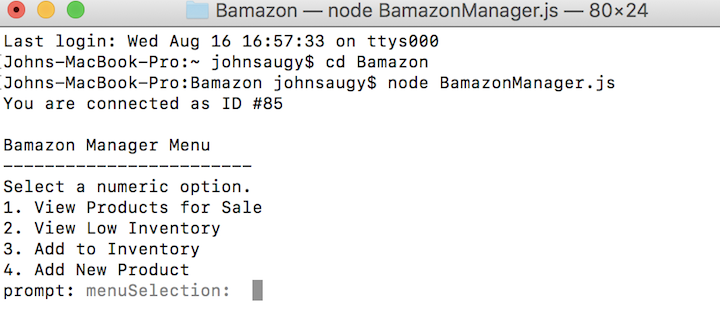 Bamazon — node BamazonManager.js — 80×24
Last login: Wed Aug 16 16:57:33 on ttys000
[Johns-MacBook-Pro:~ johnsaugy$ cd Bamazon
[Johns-MacBook-Pro:Bamazon johnsaugy$ node BamazonManager.js
You are connected as ID #85
Bamazon Manager Menu
------------------------
Select a numeric option.
1. View Products for Sale
2. View Low Inventory
3. Add to Inventory
4. Add New Product
prompt: menuSelection: